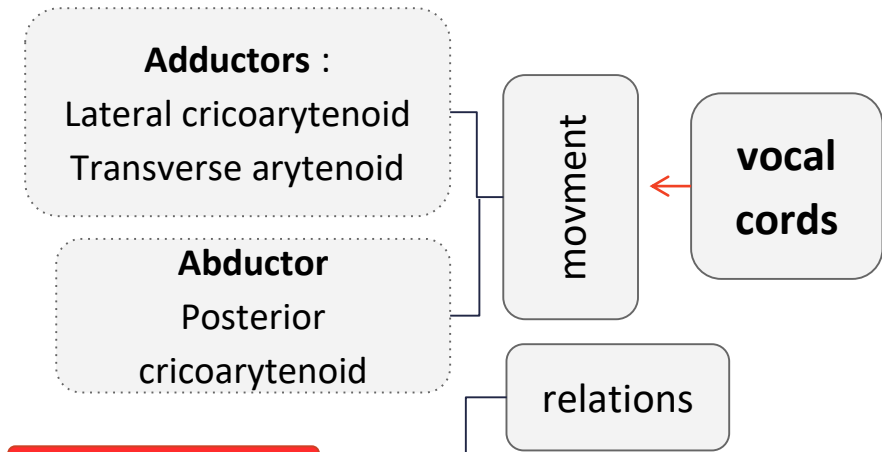 Adductors :
Lateral cricoarytenoid
Transverse arytenoid
Abductor
Posterior
cricoarytenoid
movment
vocal
cords
relations